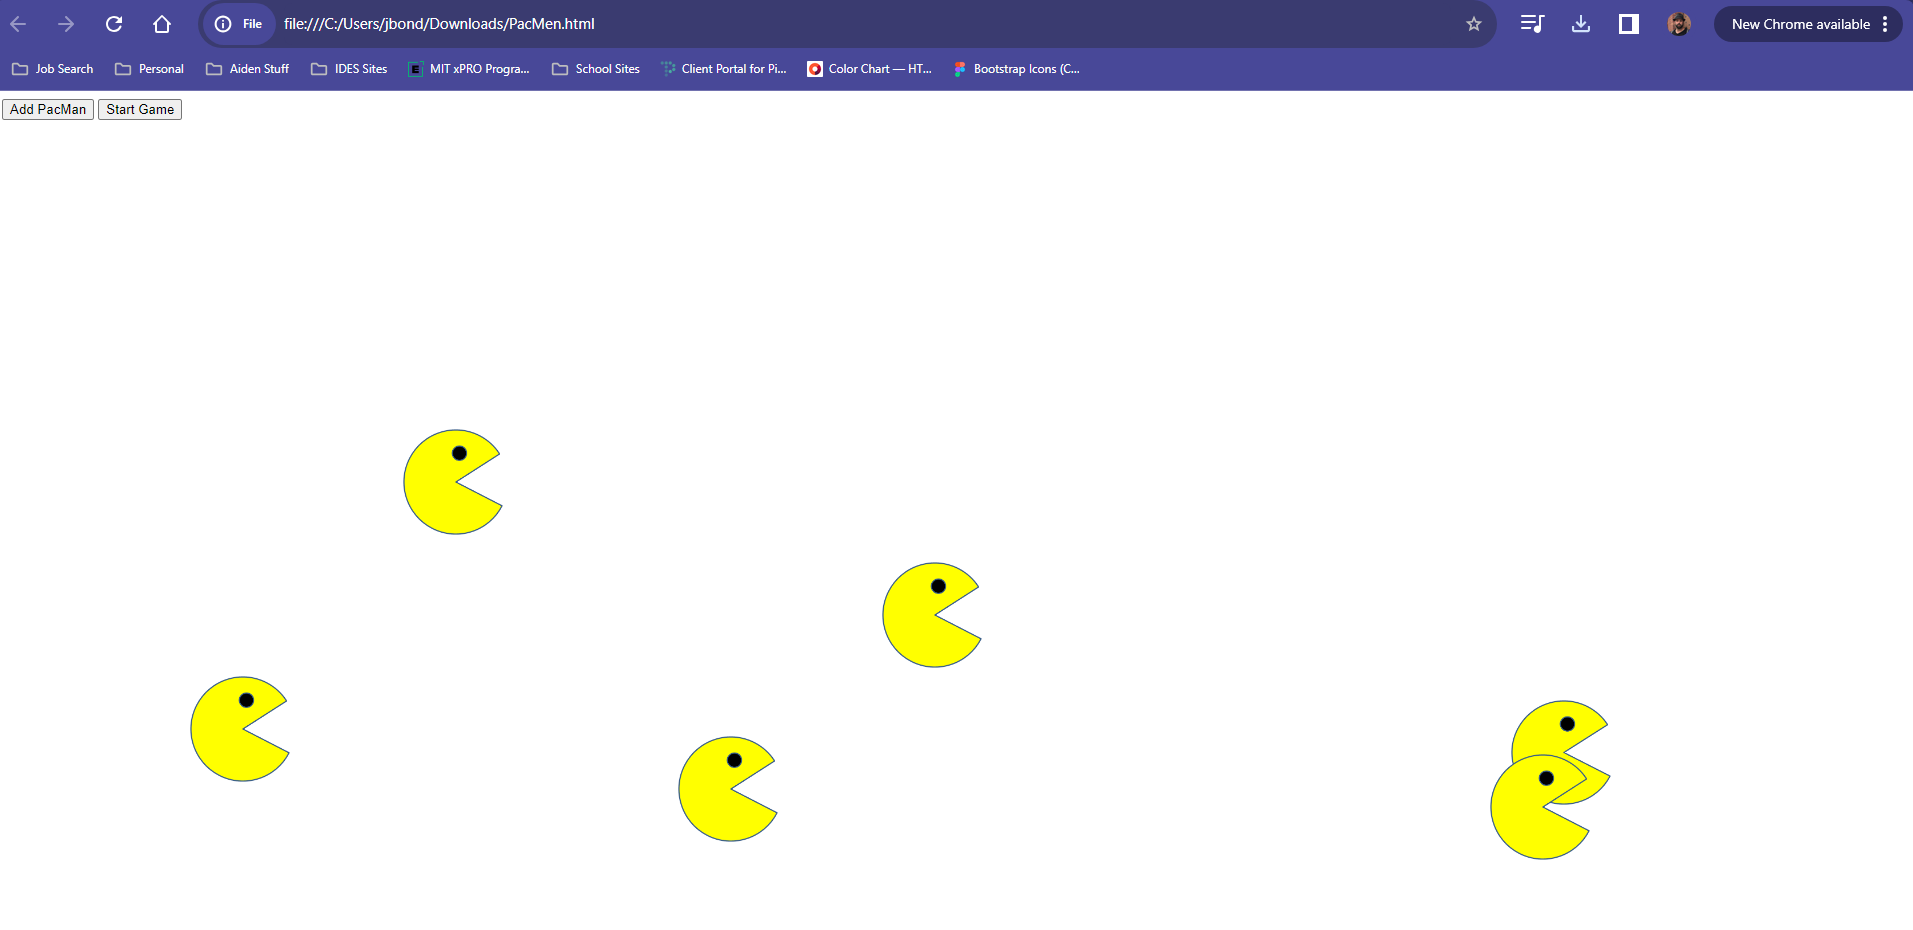 File file:///C:/Users/jbond/Downloads/PacMen.html New Chrome available
Job Search Personal Aiden Stuff IDES Sites MIT xPRO Progra... School Sites Client Portal for Pi... Color Chart — HT... Bootstrap Icons (C...
Add PacMan Start Game